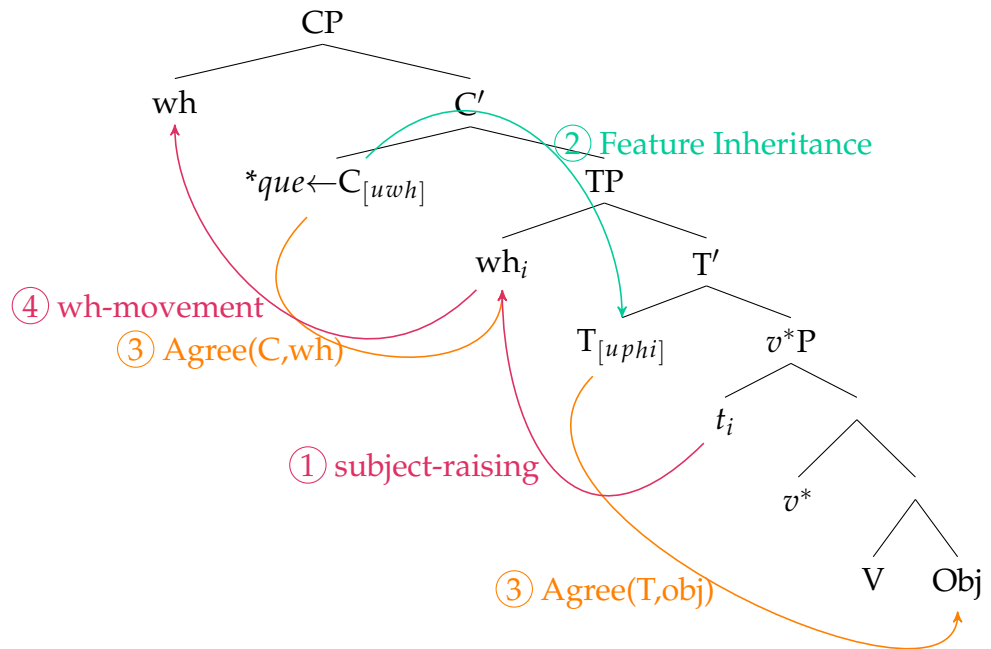 CP
wh
C′
② Feature Inheritance
*que←C[uwh]
TP
wh_i
T′
④ wh-movement
③ Agree(C,wh)
T[uphi]
v*P
t_i
① subject-raising
v*
③ Agree(T,obj)
V
Obj